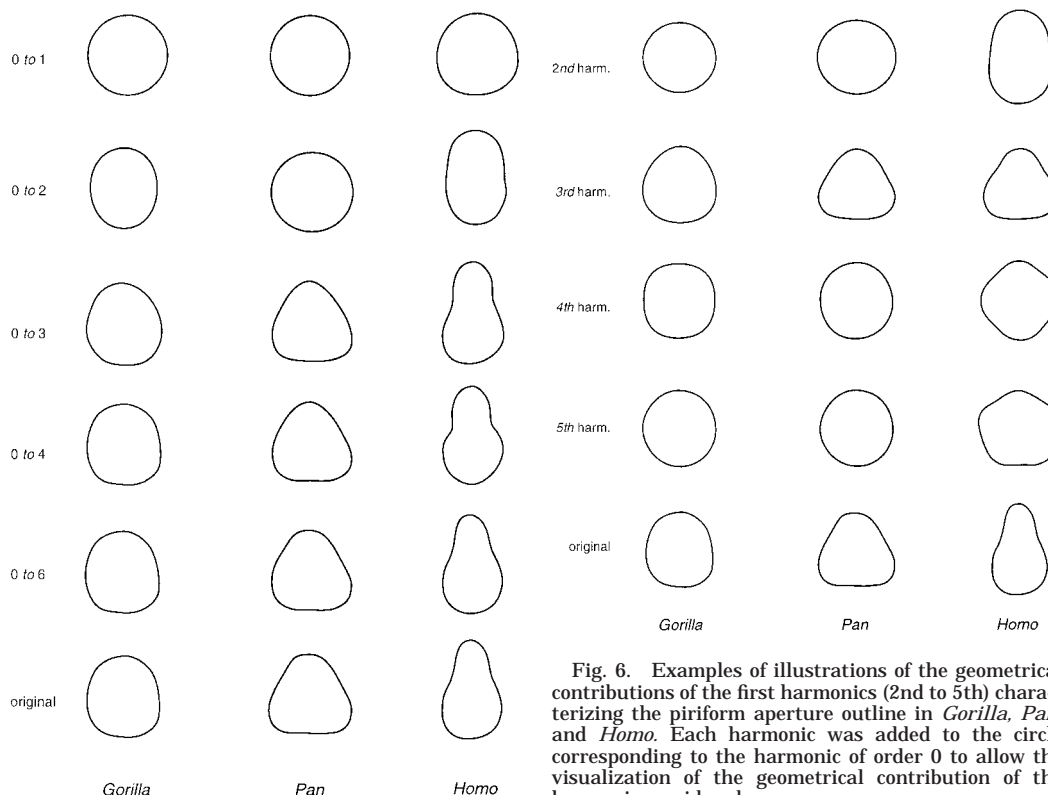 0 to 1
0 to 2
0 to 3
0 to 4
0 to 6
original
Gorilla Pan Homo
2nd harm.
3rd harm.
4th harm.
5th harm.
original
Gorilla Pan Homo
Fig. 6. Examples of illustrations of the geometrica
contributions of the first harmonics (2nd to 5th) charac
terizing the piriform aperture outline in Gorilla, Pan
and Homo. Each harmonic was added to the circl
corresponding to the harmonic of order 0 to allow th
visualization of the geometrical contribution of th